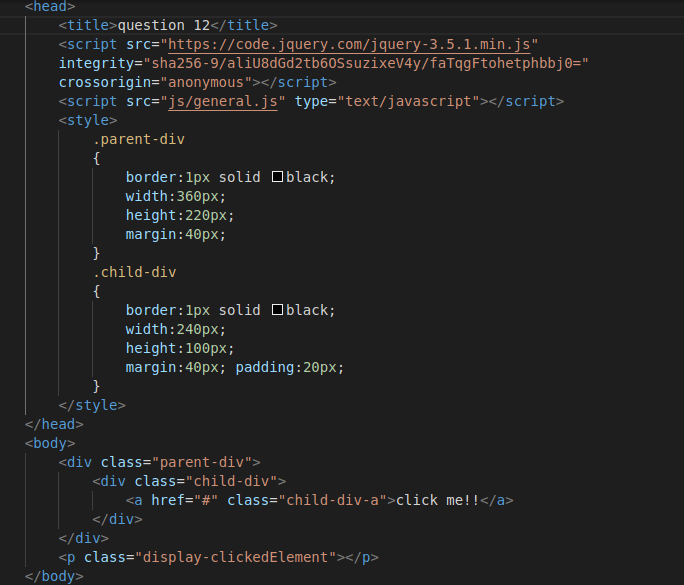 <head>
<title>question 12</title>
<script src="https://code.jquery.com/jquery-3.5.1.min.js"
integrity="sha256-9/aliU8dGd2tb6OSsuzixeV4y/faTqgFtohetphbbj0="
crossorigin="anonymous"></script>
<script src="js/general.js" type="text/javascript"></script>
<style>
.parent-div
{
border:1px solid black;
width:360px;
height:220px;
margin:40px;
}
.child-div
{
border:1px solid black;
width:240px;
height:100px;
margin:40px; padding:20px;
}
</style>
</head>
<body>
<div class="parent-div">
<div class="child-div">
<a href="#" class="child-div-a">click me!!</a>
</div>
</div>
<p class="display-clickedElement"></p>
</body>